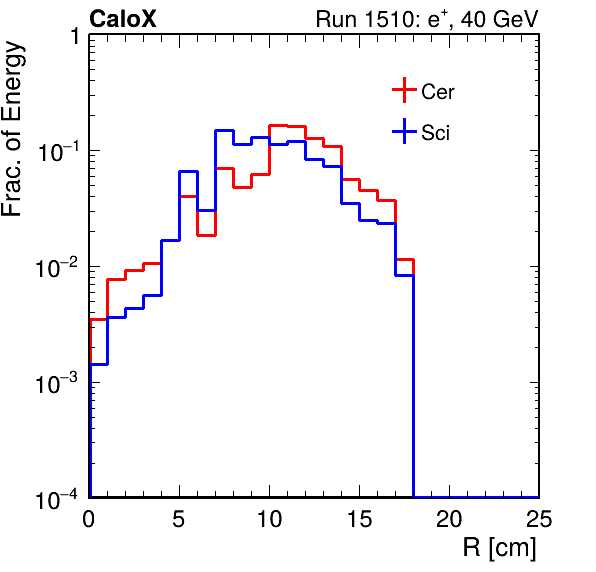 CaloX Run 1510: e⁺, 40 GeV
Frac. of Energy
Cer
Sci
1
10⁻¹
10⁻²
10⁻³
10⁻⁴
0 5 10 15 20 25
R [cm]